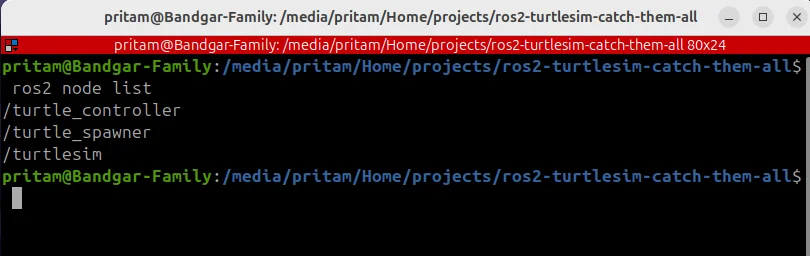 pritam@Bandgar-Family: /media/pritam/Home/projects/ros2-turtlesim-catch-them-all
pritam@Bandgar-Family: /media/pritam/Home/projects/ros2-turtlesim-catch-them-all 80x24
pritam@Bandgar-Family:/media/pritam/Home/projects/ros2-turtlesim-catch-them-all$
ros2 node list
/turtle_controller
/turtle_spawner
/turtlesim
pritam@Bandgar-Family:/media/pritam/Home/projects/ros2-turtlesim-catch-them-all$